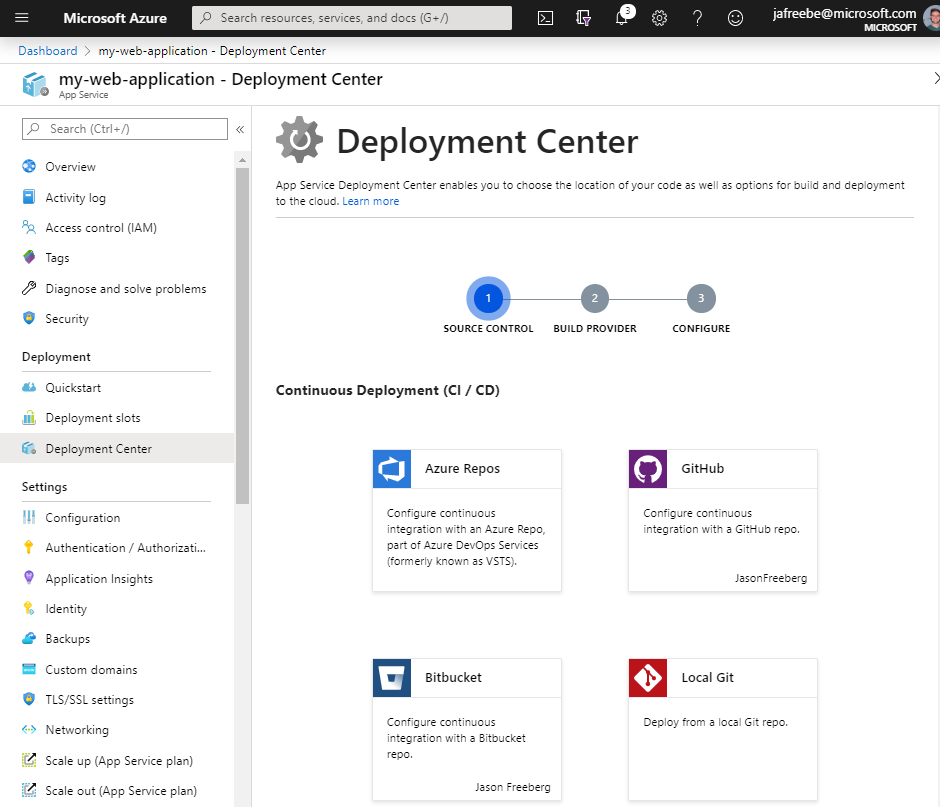 Microsoft Azure
Search resources, services, and docs (G+/)
3
jafreebe@microsoft.com
MICROSOFT
Dashboard > my-web-application - Deployment Center
my-web-application - Deployment Center
App Service
Search (Ctrl+/)
Overview
Activity log
Access control (IAM)
Tags
Diagnose and solve problems
Security
Deployment
Quickstart
Deployment slots
Deployment Center
Settings
Configuration
Authentication / Authorizati...
Application Insights
Identity
Backups
Custom domains
TLS/SSL settings
Networking
Scale up (App Service plan)
Scale out (App Service plan)
Deployment Center
App Service Deployment Center enables you to choose the location of your code as well as options for build and deployment
to the cloud. Learn more
1 2 3
SOURCE CONTROL BUILD PROVIDER CONFIGURE
Continuous Deployment (CI / CD)
Azure Repos
Configure continuous
integration with an Azure Repo,
part of Azure DevOps Services
(formerly known as VSTS).
GitHub
Configure continuous
integration with a GitHub repo.
JasonFreeberg
Bitbucket
Configure continuous
integration with a Bitbucket
repo.
Jason Freeberg
Local Git
Deploy from a local Git repo.